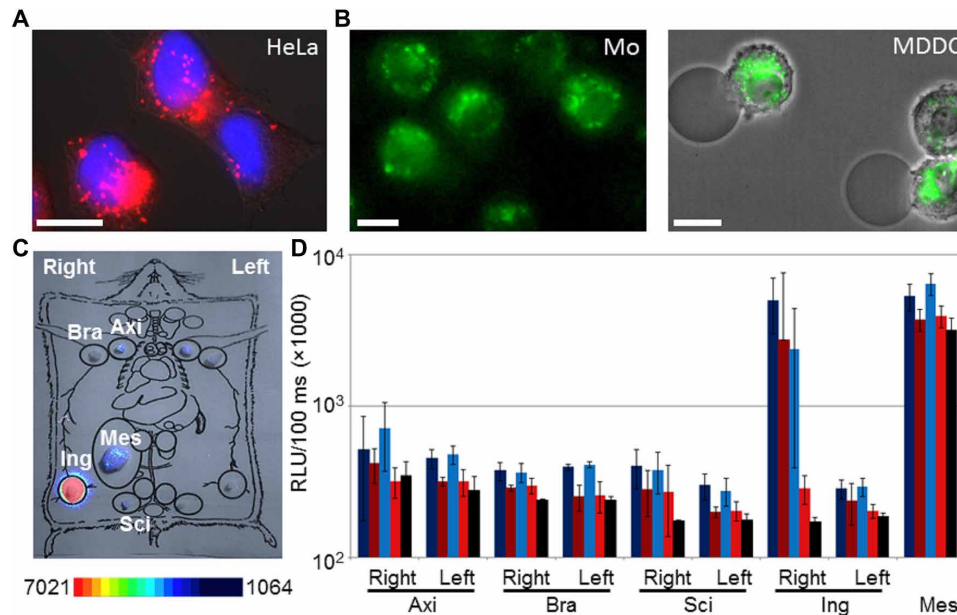 A
HeLa
B
Mo
MDDC
C
Right
Left
Bra
Axi
Mes
Ing
Sci
7021
1064
D
RLU/100 ms (×1000)
10⁴
10³
10²
Right Left Right Left Right Left Right Left
Axi Bra Sci Ing Mes